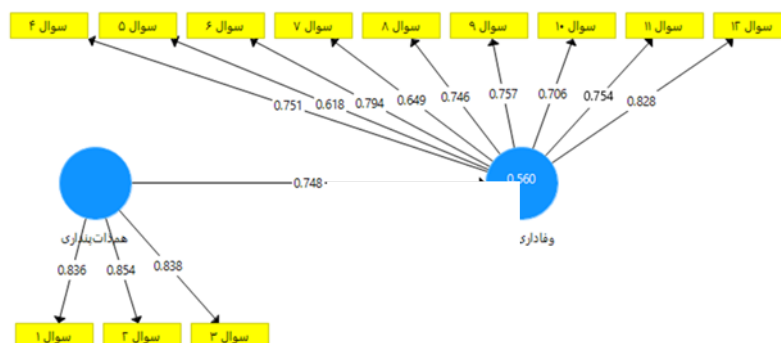 سوال ۴
سوال ۵
سوال ۶
سوال ۷
سوال ۸
سوال ۹
سوال ۱۰
سوال ۱۱
سوال ۱۲
0.751
0.618
0.794
0.649
0.746
0.757
0.706
0.754
0.828
0.748
0.560
همذات‌پنداری
وفاداری
0.836
0.854
0.838
سوال ۱
سوال ۲
سوال ۳